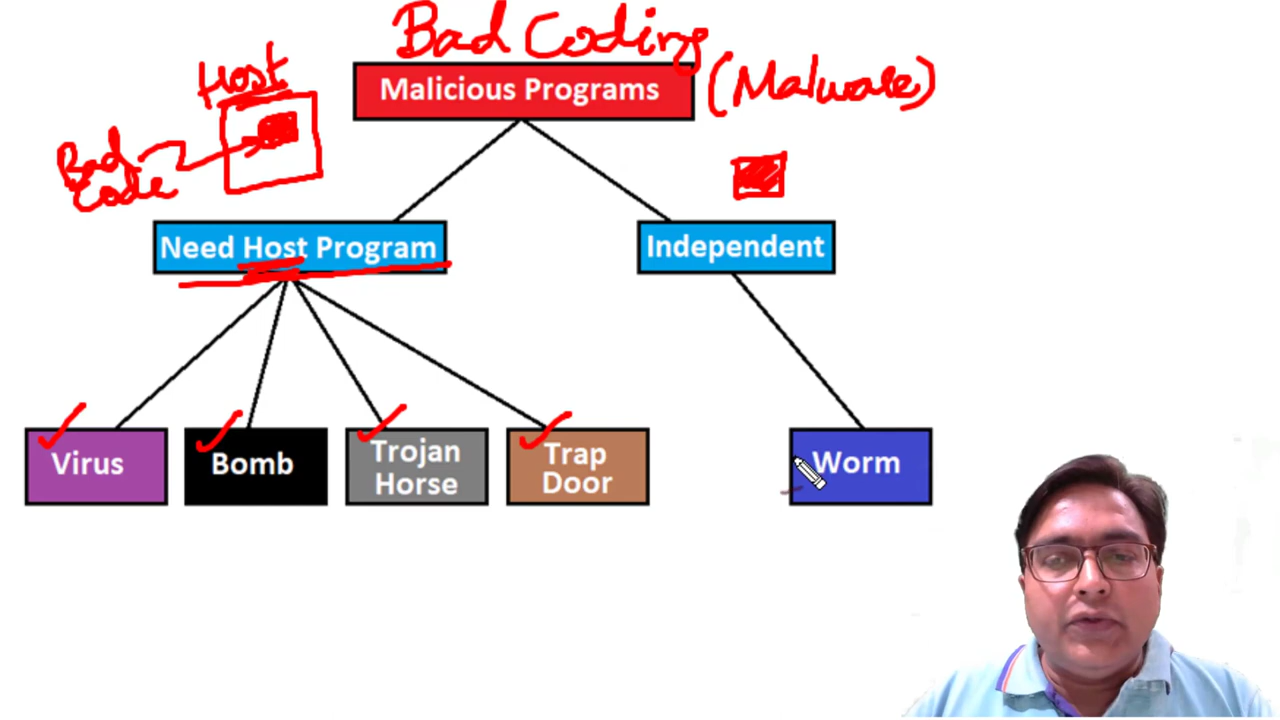 Bad Coding
Malicious Programs
(Malware)
Host
Bad
Code
Need Host Program
Independent
Virus
Bomb
Trojan
Horse
Trap
Door
Worm